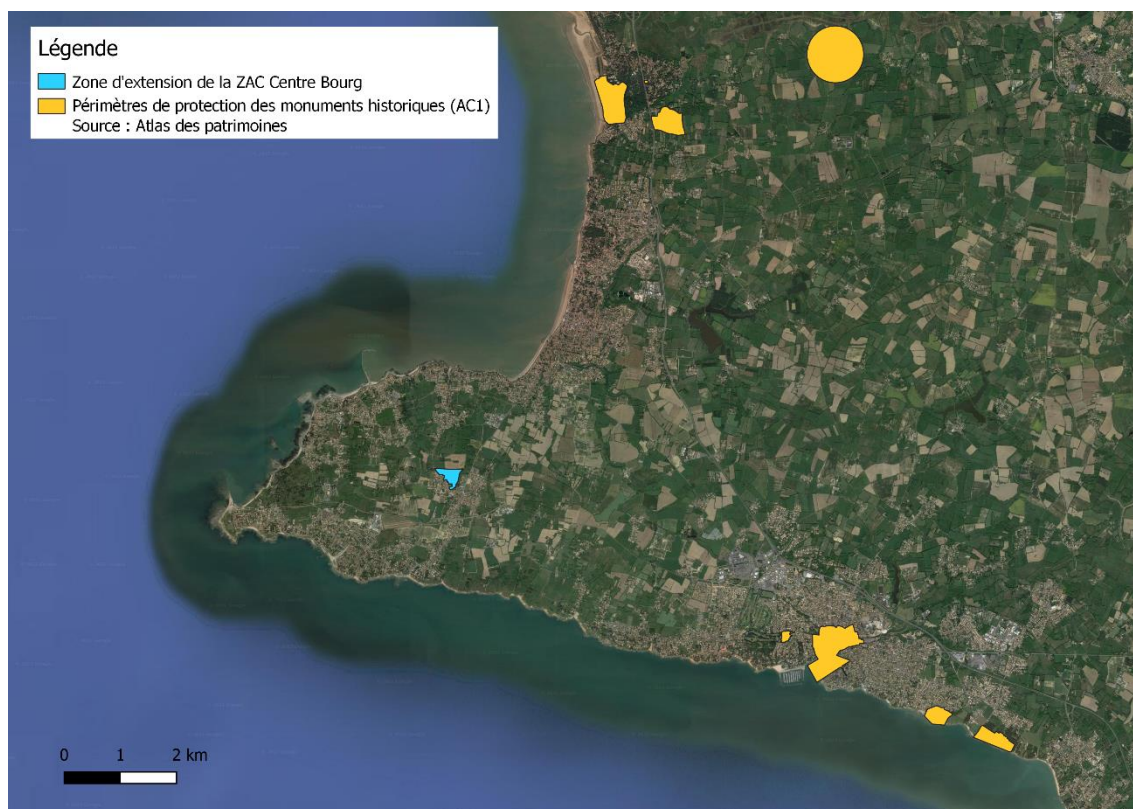 Légende
Zone d'extension de la ZAC Centre Bourg
Périmètres de protection des monuments historiques (AC1)
Source : Atlas des patrimoines
0 1 2 km